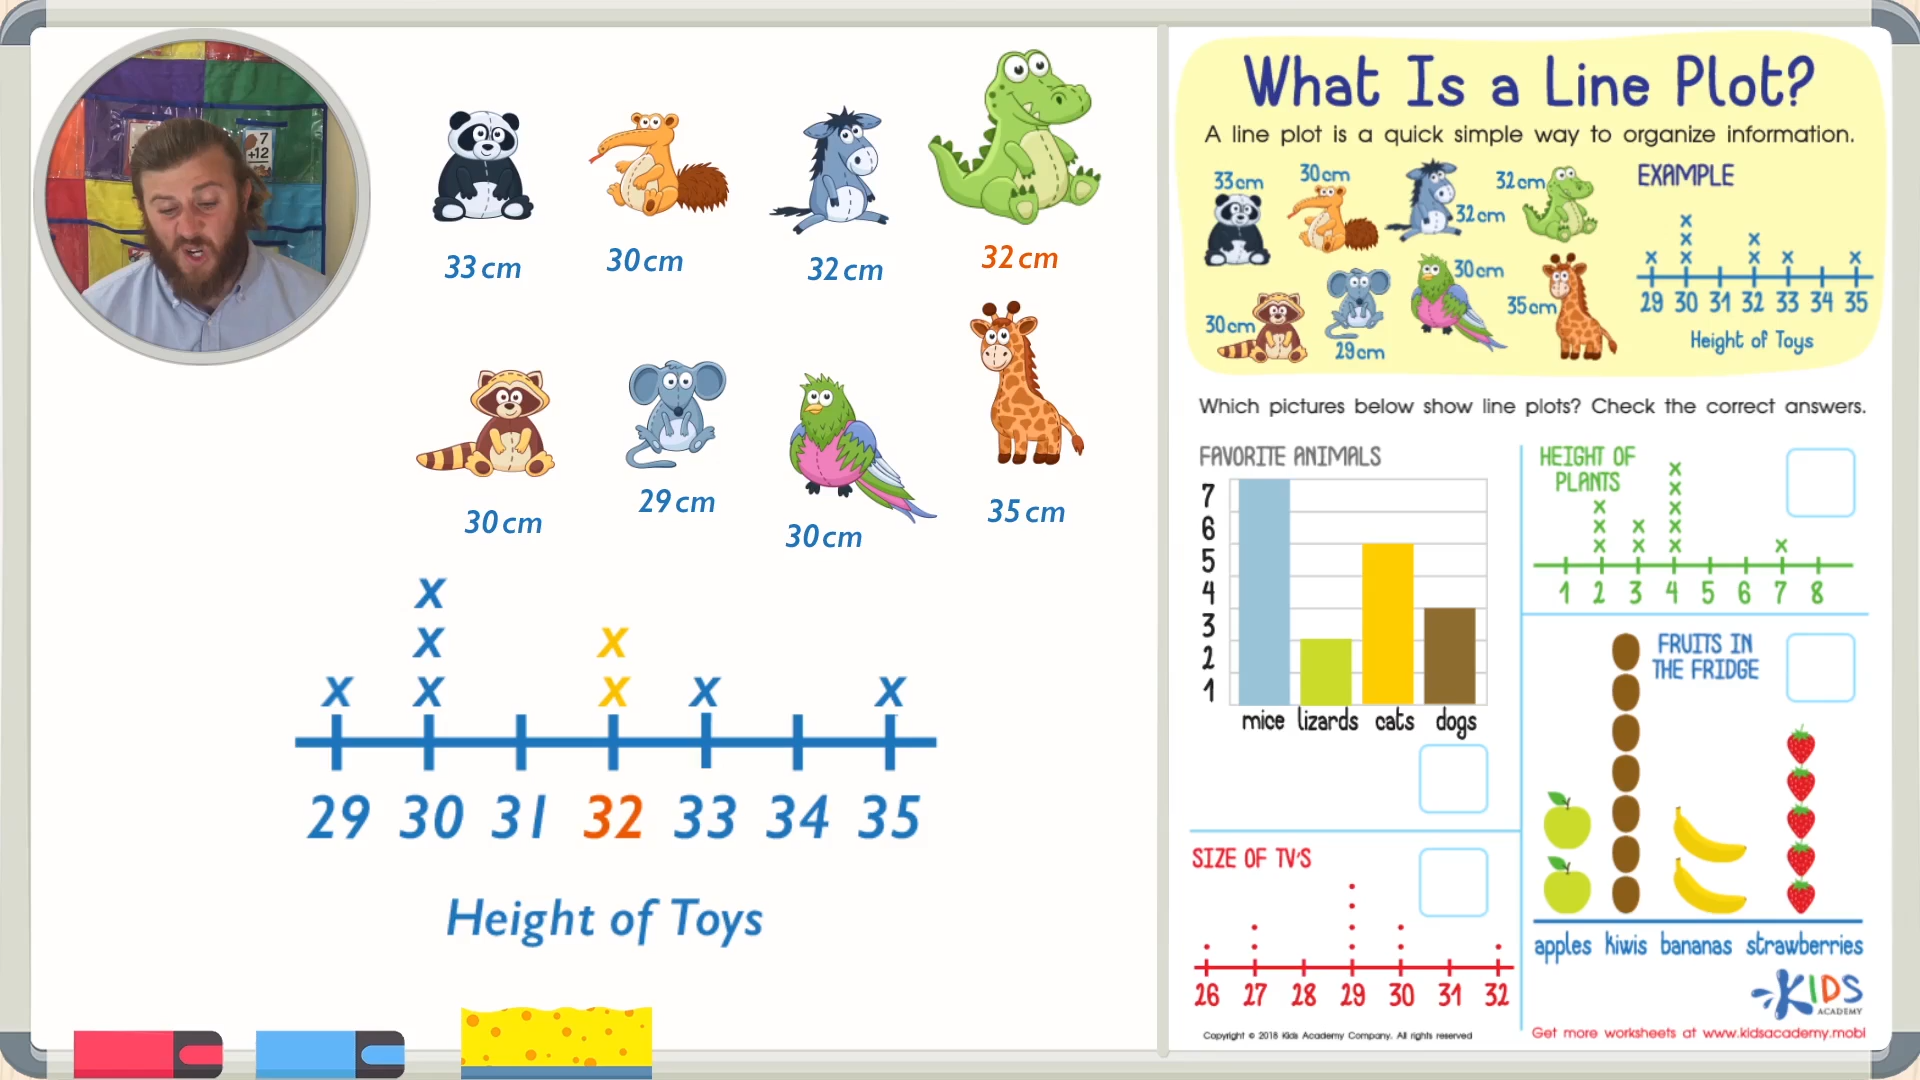 7
+12
33 cm
30 cm
32 cm
32 cm
30 cm
29 cm
30 cm
35 cm
x
x x
x x x x x
29 30 31 32 33 34 35
Height of Toys
What Is a Line Plot?
A line plot is a quick simple way to organize information.
33cm
30cm
32cm
32cm
30cm
29cm
30cm
35cm
EXAMPLE
x
x x
x x x x x
29 30 31 32 33 34 35
Height of Toys
Which pictures below show line plots? Check the correct answers.
FAVORITE ANIMALS
7
6
5
4
3
2
1
mice lizards cats dogs
HEIGHT OF
PLANTS
x
x
x x
x x x
x x x x
1 2 3 4 5 6 7 8
SIZE OF TV'S
26 27 28 29 30 31 32
FRUITS IN
THE FRIDGE
apples kiwis bananas strawberries
KIDS
ACADEMY
Copyright © 2018 Kids Academy Company. All rights reserved
Get more worksheets at www.kidsacademy.mobi